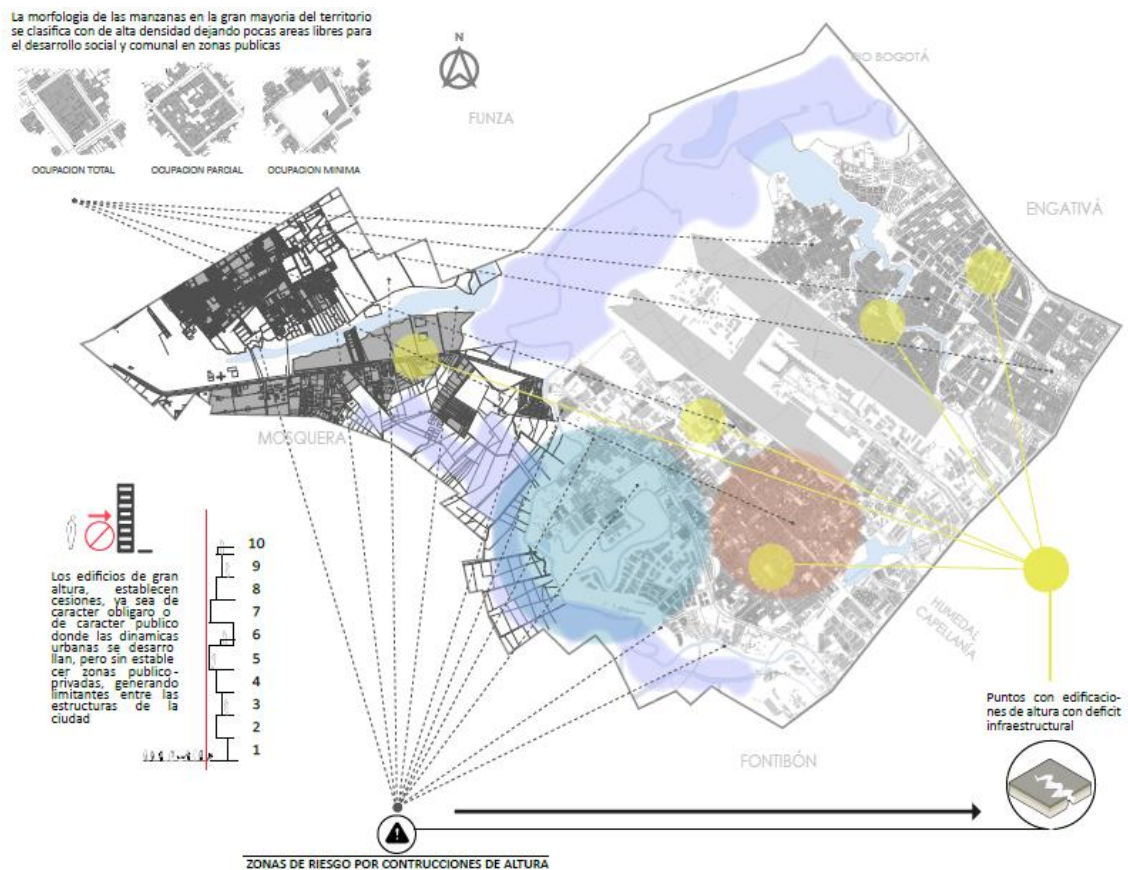 La morfologia de las manzanas en la gran mayoria del territorio
se clasifica con de alta densidad dejando pocas areas libres para
el desarrollo social y comunal en zonas publicas
OCUPACION TOTAL
OCUPACION PARCIAL
OCUPACION MINIMA
N
FUNZA
RIO BOGOTÁ
ENGATIVÁ
MOSQUERA
HUMEDAL
CAPELLANÍA
FONTIBÓN
10
9
8
7
6
5
4
3
2
1
Los edificios de gran
altura, establecen
cesiones, ya sea de
caracter obligaro o
de caracter publico
donde las dinamicas
urbanas se desarro
llan, pero sin estable
cer zonas publico-
privadas, generando
limitantes entre las
estructuras de la
ciudad
Puntos con edificacio-
nes de altura con deficit
infraestructural
ZONAS DE RIESGO POR CONTRUCCIONES DE ALTURA